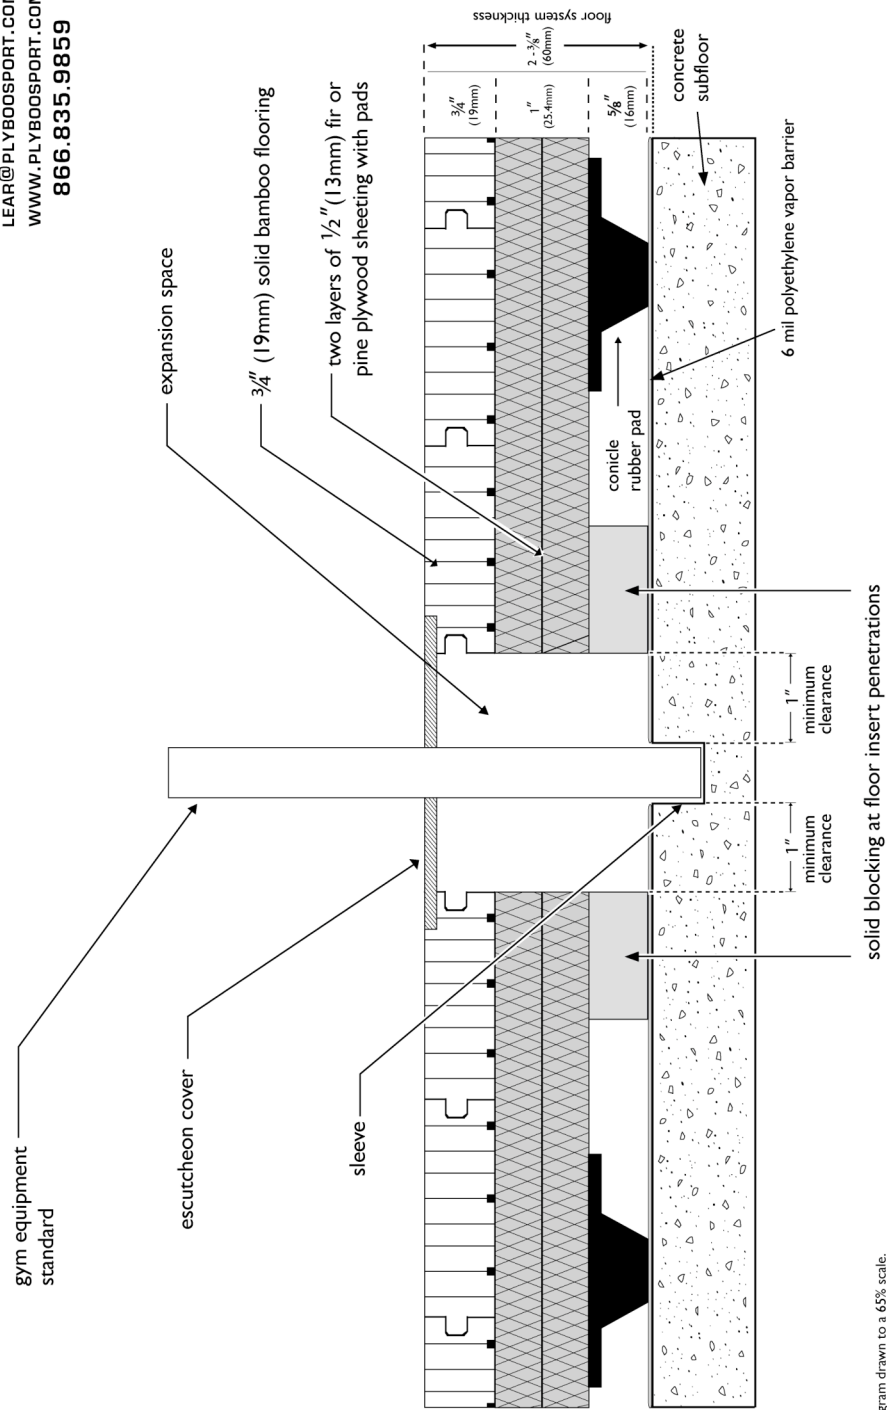 LEAR@PLYBOOSPORT.COM
WWW.PLYBOOSPORT.COM
866.835.9859
gym equipment
standard
escutcheon cover
sleeve
expansion space
¾” (19mm) solid bamboo flooring
two layers of ½” (13mm) fir or
pine plywood sheeting with pads
floor system thickness
2 -⅜”
(60mm)
¾”
(19mm)
1”
(25.4mm)
⅝”
(16mm)
concrete
subfloor
6 mil polyethylene vapor barrier
conicle
rubber pad
1”
minimum
clearance
1”
minimum
clearance
solid blocking at floor insert penetrations
gram drawn to a 65% scale.